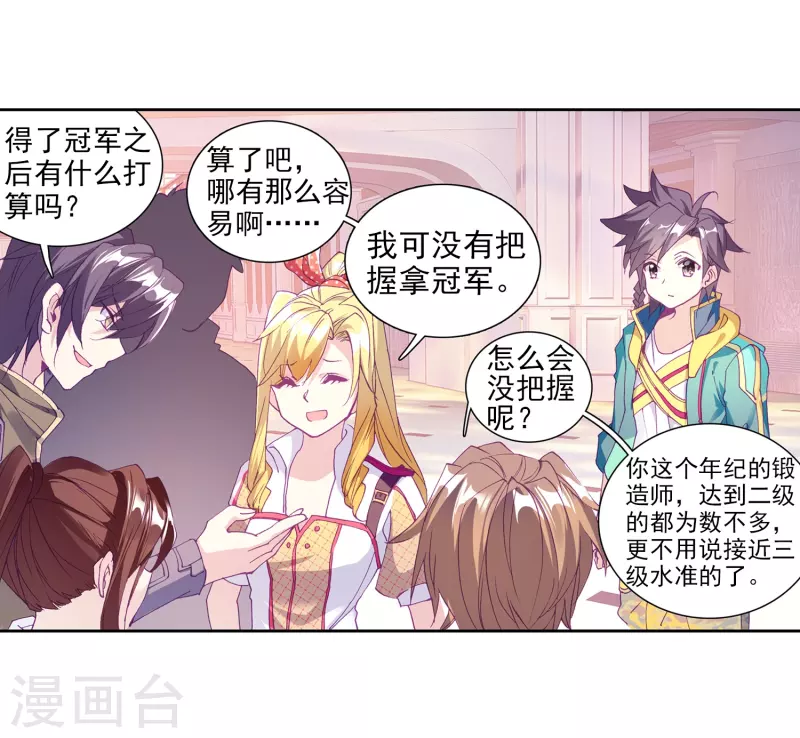 得了冠军之
后有什么打
算吗？
算了吧，
哪有那么容
易啊……
我可没有把
握拿冠军。
怎么会
没把握
呢？
你这个年纪的锻
造师，达到二级
的都为数不多，
更不用说接近三
级水准的了。
漫画台